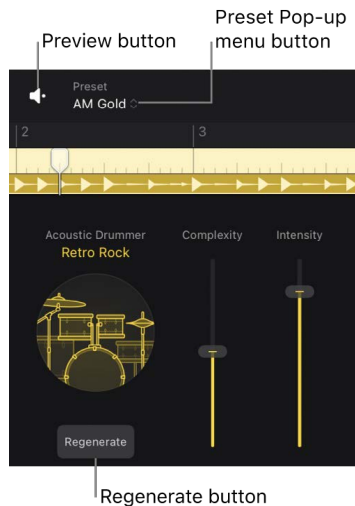 Preset Pop-up
Preview button
menu button
Preset
AM Gold
2
3
Acoustic Drummer
Complexity
Intensity
Retro Rock
Regenerate
Regenerate button